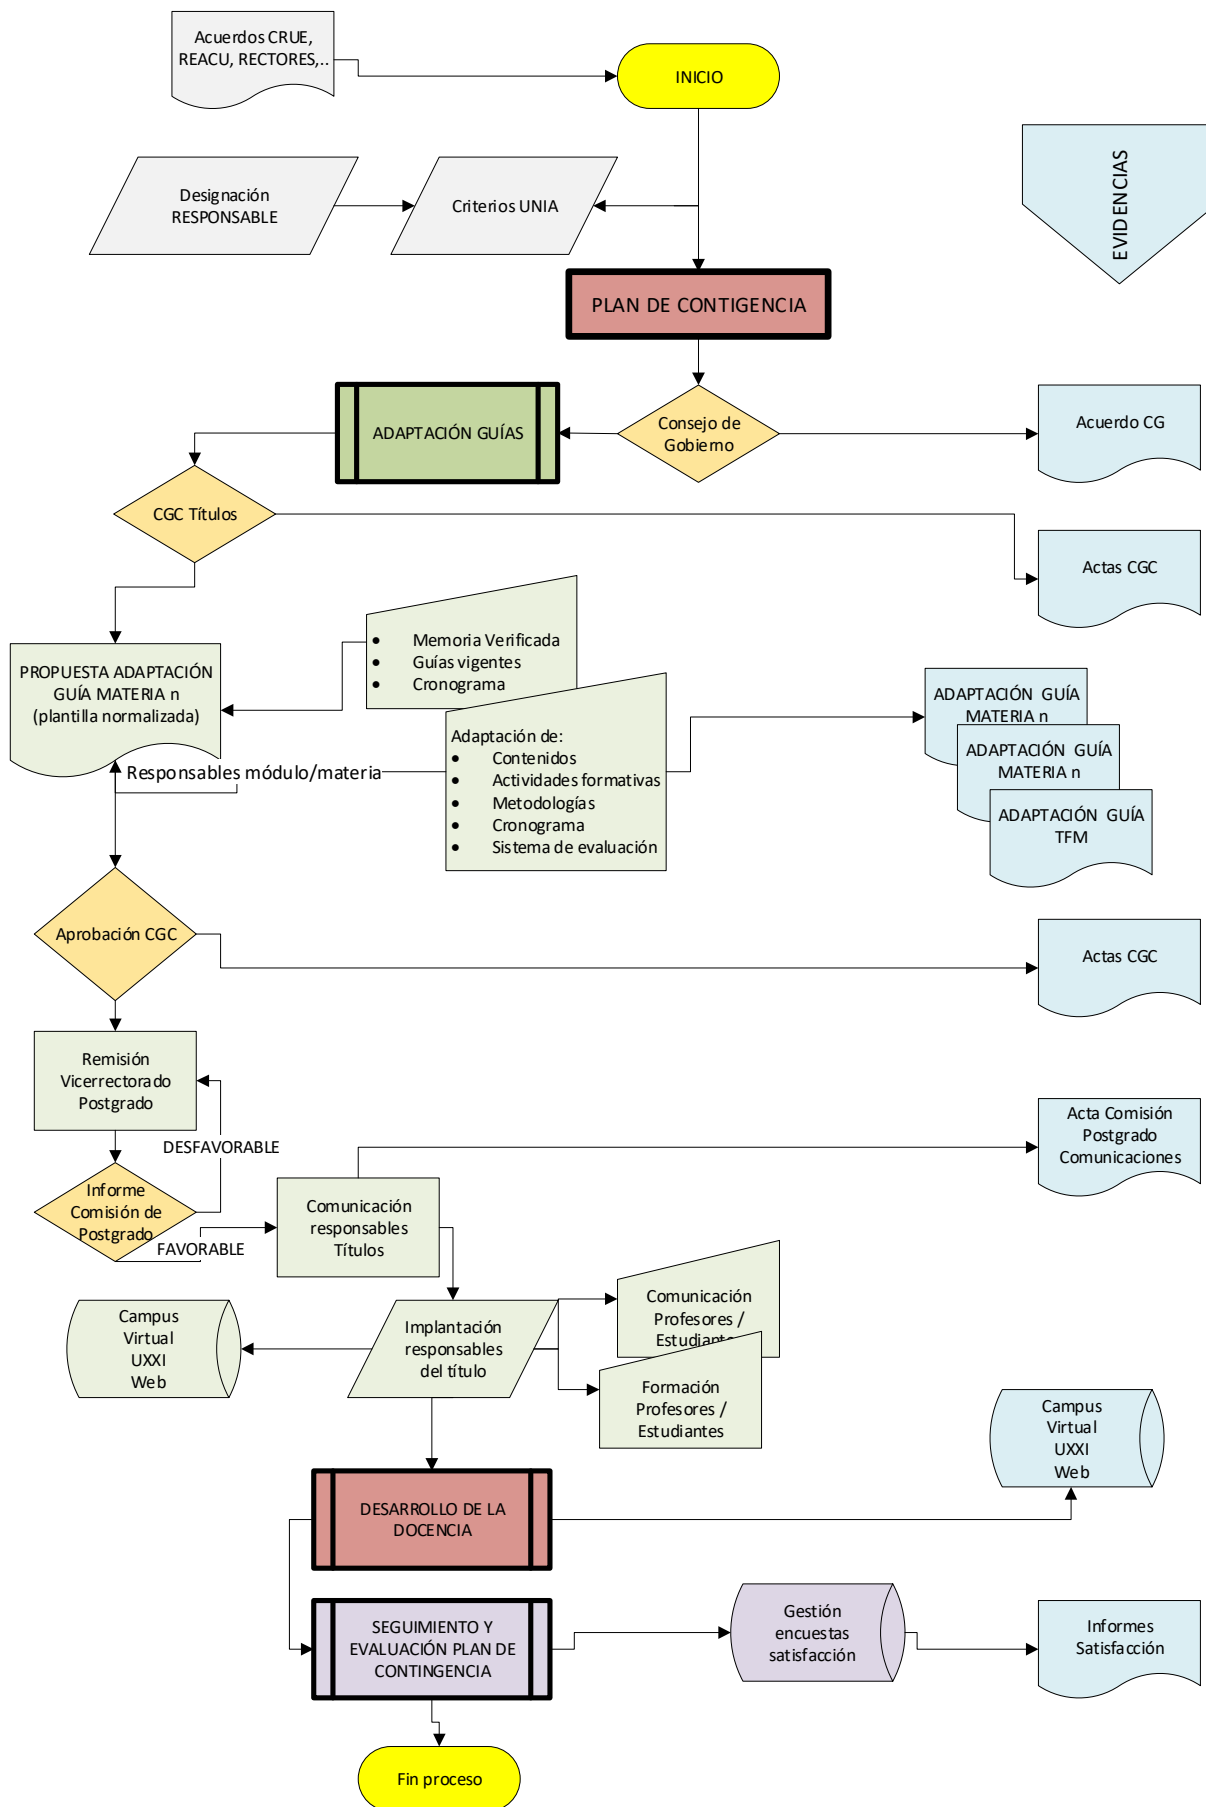 Acuerdos CRUE,
REACU, RECTORES,..
INICIO
EVIDENCIAS
Designación
RESPONSABLE
Criterios UNIA
PLAN DE CONTIGENCIA
ADAPTACIÓN GUÍAS
Consejo de
Gobierno
Acuerdo CG
CGC Títulos
Actas CGC
PROPUESTA ADAPTACIÓN
GUÍA MATERIA n
(plantilla normalizada)
• Memoria Verificada
• Guías vigentes
• Cronograma
Responsables módulo/materia
Adaptación de:
• Contenidos
• Actividades formativas
• Metodologías
• Cronograma
• Sistema de evaluación
ADAPTACIÓN GUÍA
MATERIA n
ADAPTACIÓN GUÍA
MATERIA n
ADAPTACIÓN GUÍA
TFM
Aprobación CGC
Actas CGC
Remisión
Vicerrectorado
Postgrado
DESFAVORABLE
Acta Comisión
Postgrado
Comunicaciones
Informe
Comisión de
Postgrado
FAVORABLE
Comunicación
responsables
Títulos
Campus
Virtual
UXXI
Web
Implantación
responsables
del título
Comunicación
Profesores /
Estudiantes
Formación
Profesores /
Estudiantes
Campus
Virtual
UXXI
Web
DESARROLLO DE LA
DOCENCIA
SEGUIMIENTO Y
EVALUACIÓN PLAN DE
CONTINGENCIA
Gestión
encuestas
satisfacción
Informes
Satisfacción
Fin proceso